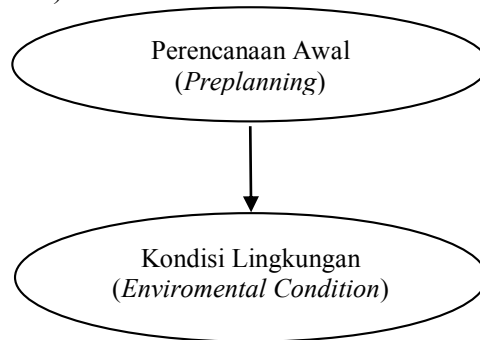 Perencanaan Awal
(Preplanning)
Kondisi Lingkungan
(Enviromental Condition)